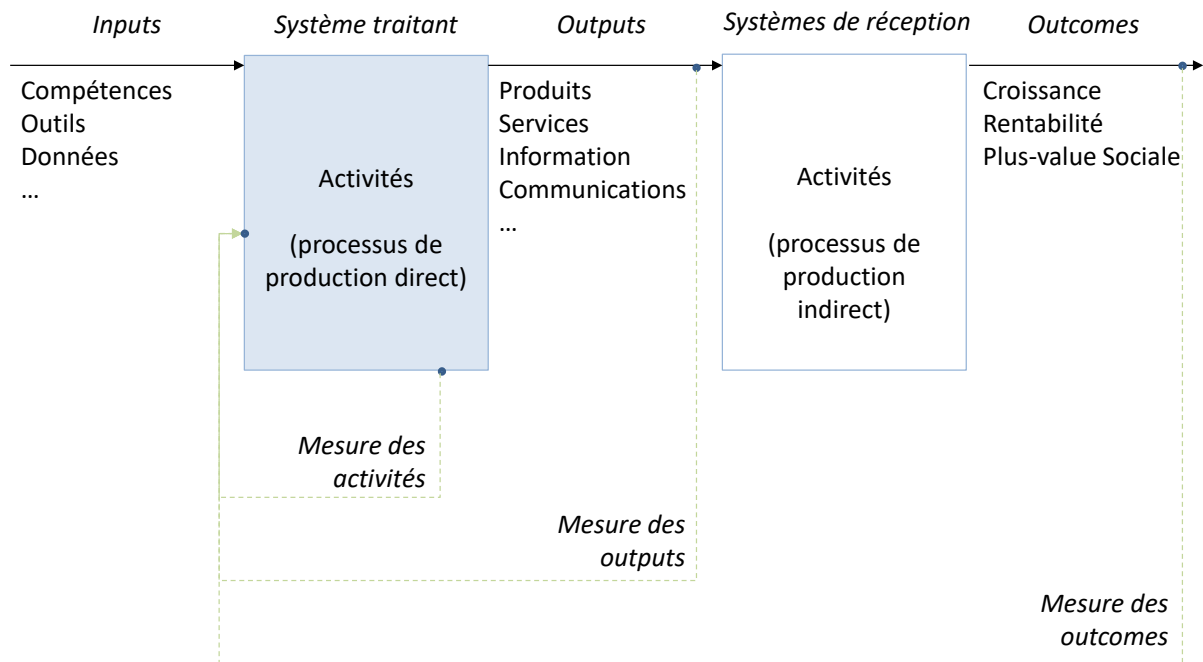 Inputs
Système traitant
Outputs
Systèmes de réception
Outcomes
Compétences
Outils
Données
…
Activités
(processus de
production direct)
Produits
Services
Information
Communications
…
Activités
(processus de
production
indirect)
Croissance
Rentabilité
Plus-value Sociale
Mesure des
activités
Mesure des
outputs
Mesure des
outcomes